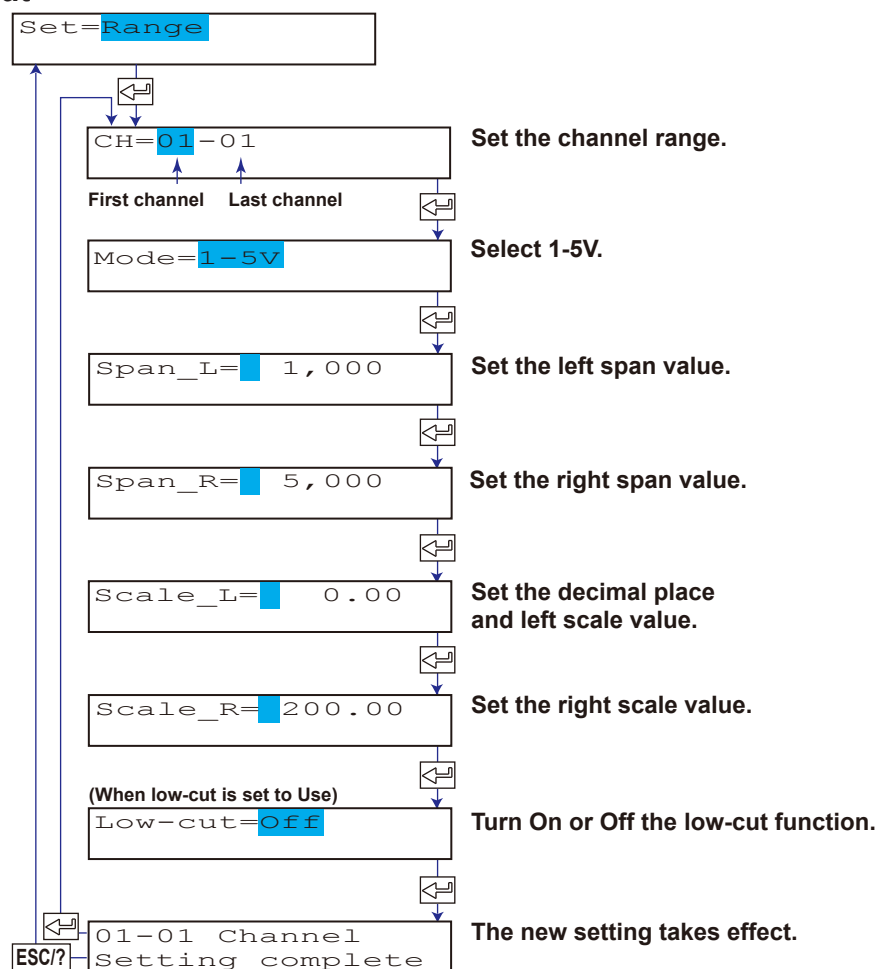 Set=Range
CH=01-01
Set the channel range.
First channel
Last channel
Mode=1-5V
Select 1-5V.
Span_L= 1,000
Set the left span value.
Span_R= 5,000
Set the right span value.
Scale_L= 0.00
Set the decimal place
and left scale value.
Scale_R= 200.00
Set the right scale value.
(When low-cut is set to Use)
Low-cut=Off
Turn On or Off the low-cut function.
01-01 Channel
Setting complete
The new setting takes effect.
ESC/?